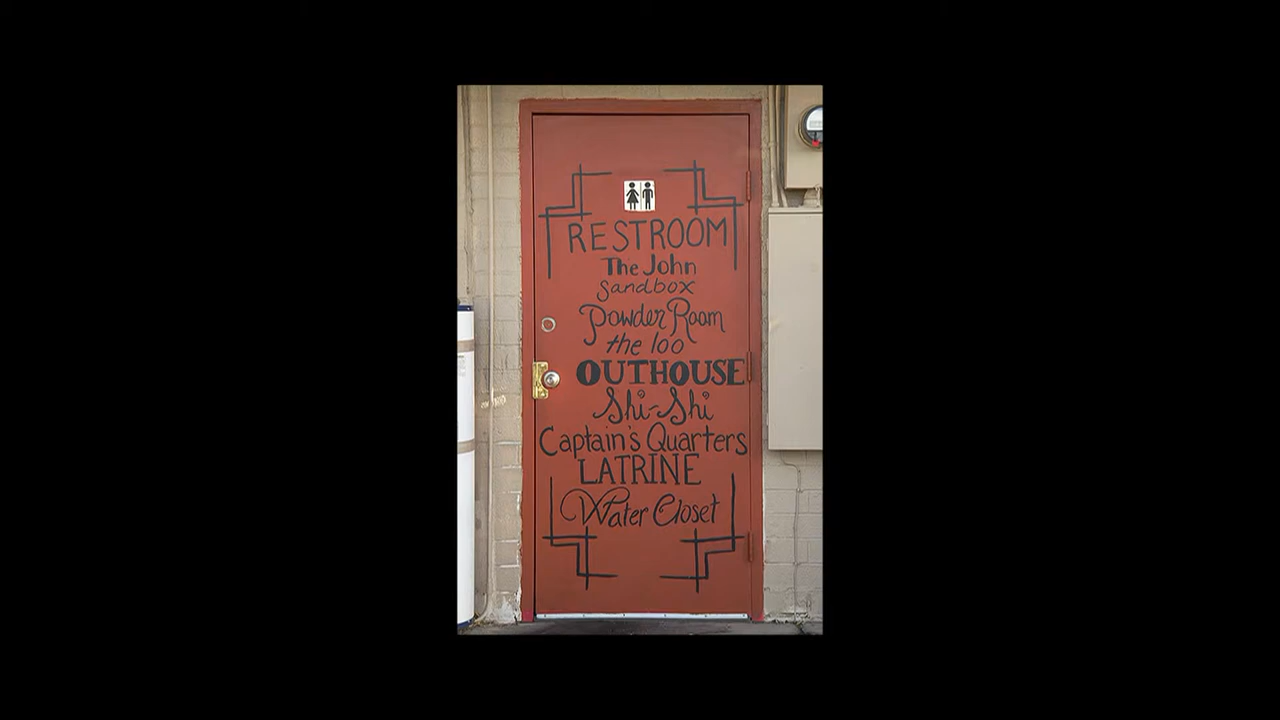 RESTROOM
The John
sandbox
Powder Room
the loo
OUTHOUSE
Shi-Shi
Captain's Quarters
LATRINE
Water Closet